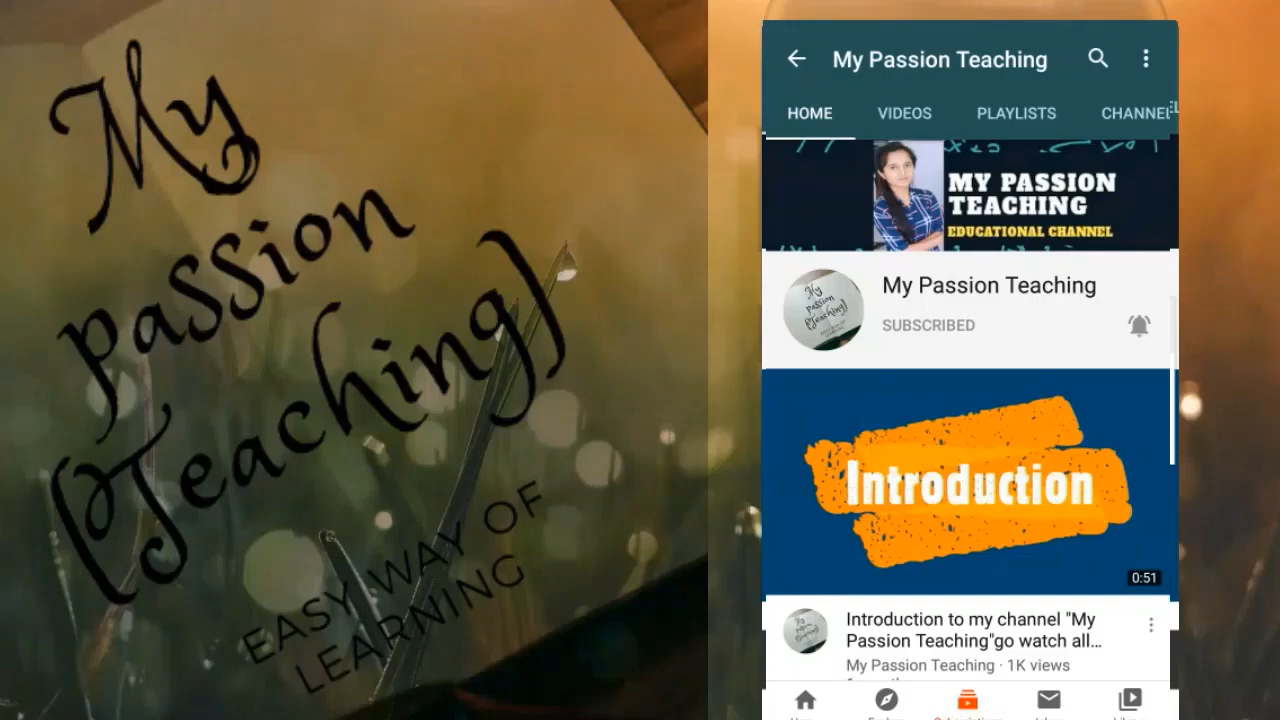 My
passion
(Teaching)
EASY WAY OF
LEARNING
My Passion Teaching
HOME VIDEOS PLAYLISTS CHANNEL
MY PASSION
TEACHING
EDUCATIONAL CHANNEL
My Passion Teaching
SUBSCRIBED
Introduction
0:51
Introduction to my channel "My
Passion Teaching"go watch all...
My Passion Teaching · 1K views